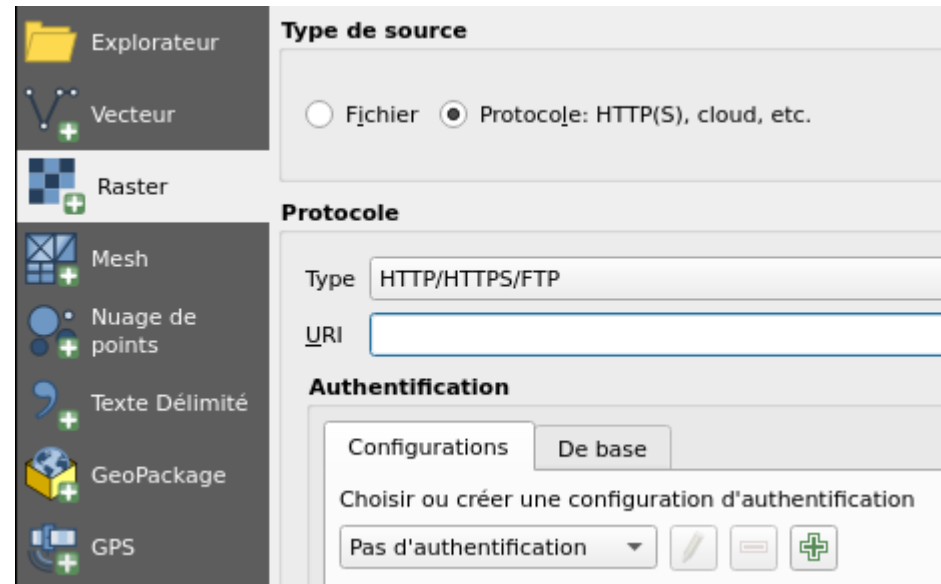 Explorateur
Vecteur
Raster
Mesh
Nuage de
points
Texte Délimité
GeoPackage
GPS
Type de source
Fichier
Protocole: HTTP(S), cloud, etc.
Protocole
Type HTTP/HTTPS/FTP
URI
Authentification
Configurations De base
Choisir ou créer une configuration d'authentification
Pas d'authentification